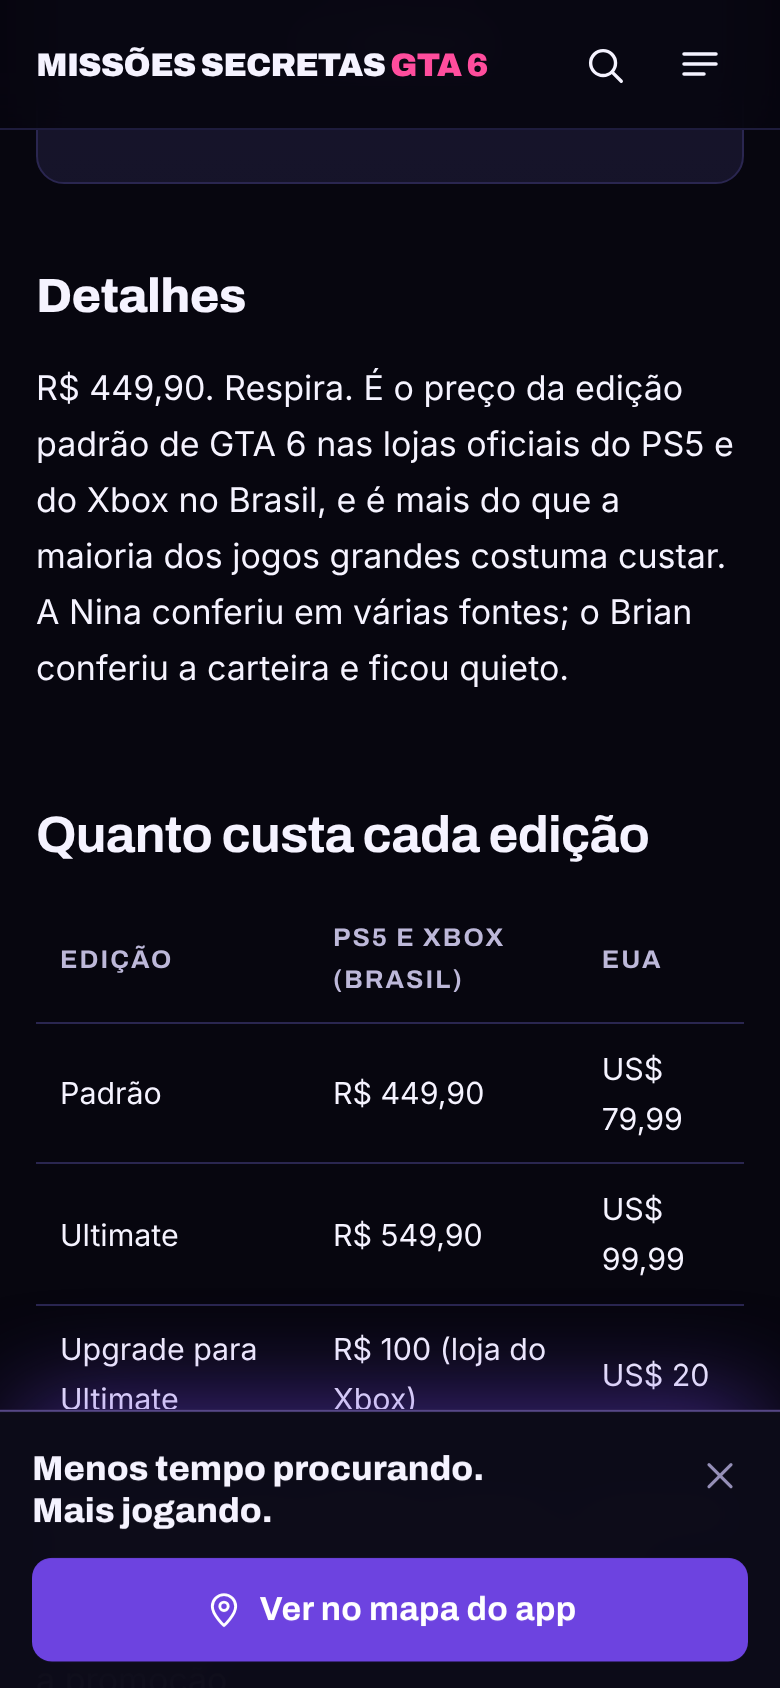 MISSÕES SECRETAS GTA 6
Detalhes
R$ 449,90. Respira. É o preço da edição
padrão de GTA 6 nas lojas oficiais do PS5 e
do Xbox no Brasil, e é mais do que a
maioria dos jogos grandes costuma custar.
A Nina conferiu em várias fontes; o Brian
conferiu a carteira e ficou quieto.
Quanto custa cada edição
EDIÇÃO
PS5 E XBOX
(BRASIL)
EUA
Padrão
R$ 449,90
US$
79,99
Ultimate
R$ 549,90
US$
99,99
Upgrade para
Ultimate
R$ 100 (loja do
Xbox)
US$ 20
Menos tempo procurando.
Mais jogando.
Ver no mapa do app
a promoção